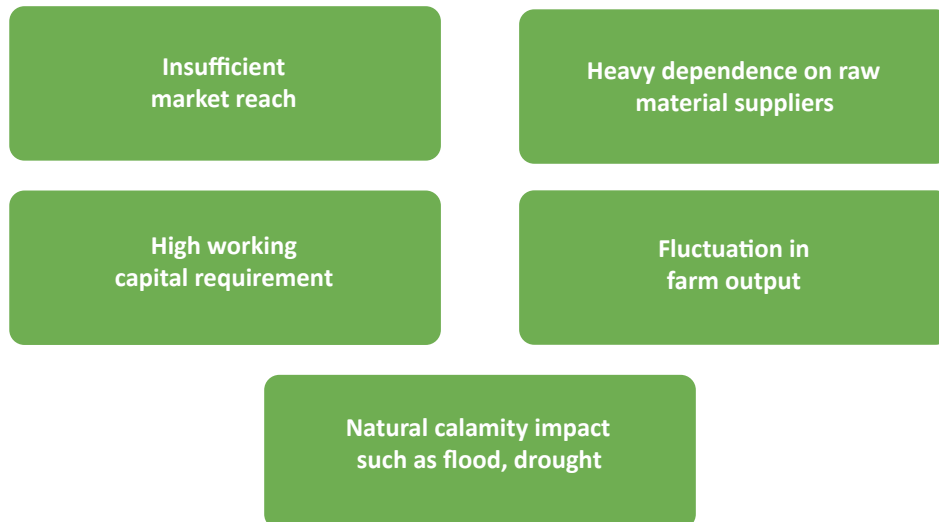 Insufficient
market reach
Heavy dependence on raw
material suppliers
High working
capital requirement
Fluctuation in
farm output
Natural calamity impact
such as flood, drought